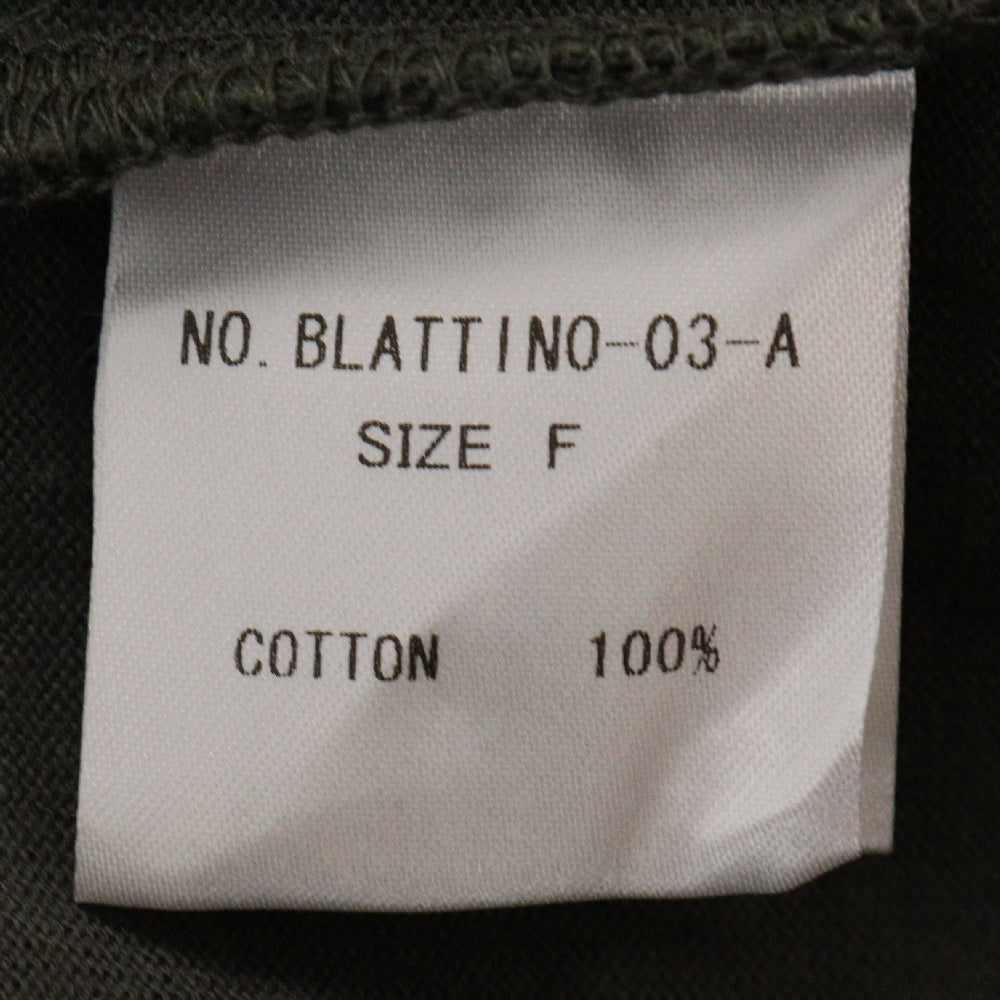 NO. BLATTINO-03-A
SIZE F
COTTON 100%